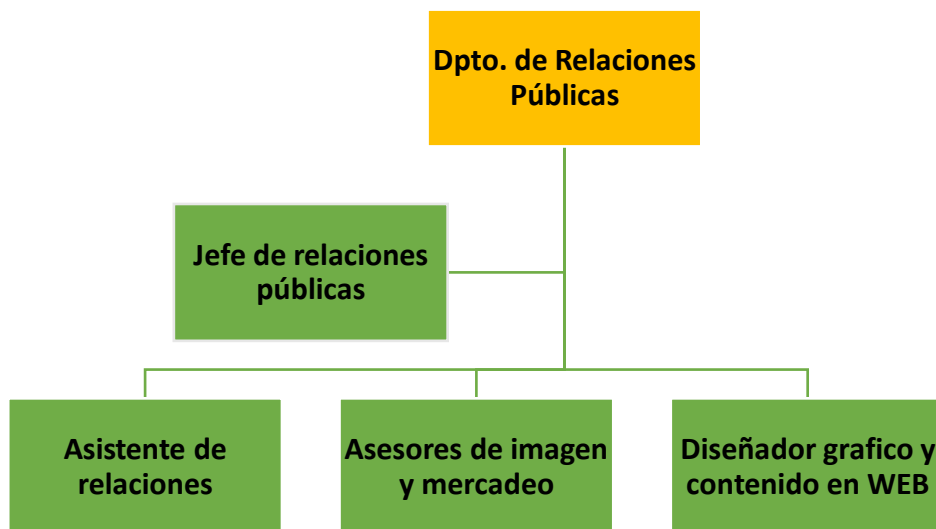 Dpto. de Relaciones
Públicas
Jefe de relaciones
públicas
Asistente de
relaciones
Asesores de imagen
y mercadeo
Diseñador grafico y
contenido en WEB